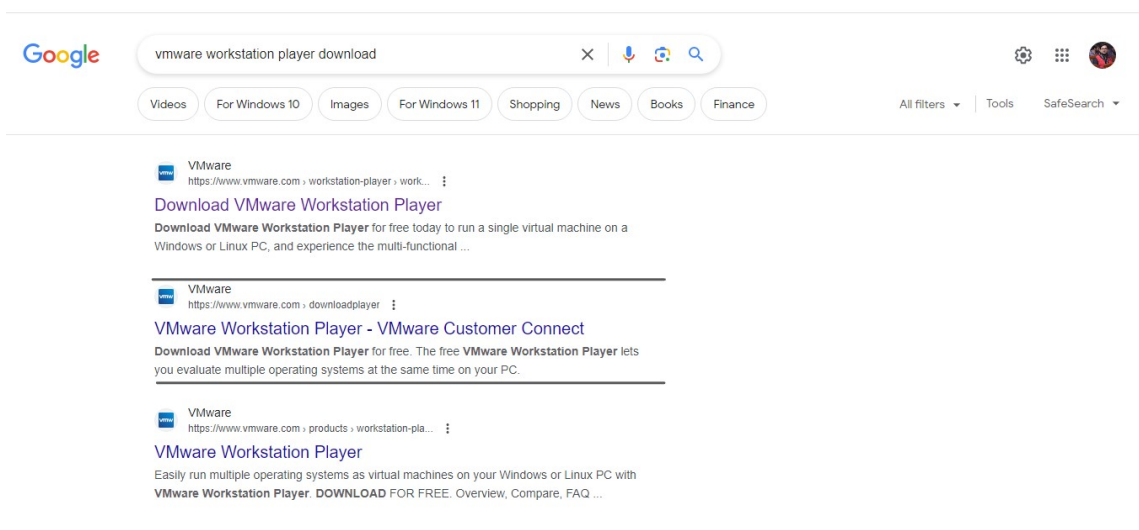 Google
vmware workstation player download
Videos
For Windows 10
Images
For Windows 11
Shopping
News
Books
Finance
All filters
Tools
SafeSearch
vmw
VMware
https://www.vmware.com › workstation-player › work...
Download VMware Workstation Player
Download VMware Workstation Player for free today to run a single virtual machine on a
Windows or Linux PC, and experience the multi-functional ...
vmw
VMware
https://www.vmware.com › downloadplayer
VMware Workstation Player - VMware Customer Connect
Download VMware Workstation Player for free. The free VMware Workstation Player lets
you evaluate multiple operating systems at the same time on your PC.
vmw
VMware
https://www.vmware.com › products › workstation-pla...
VMware Workstation Player
Easily run multiple operating systems as virtual machines on your Windows or Linux PC with
VMware Workstation Player. DOWNLOAD FOR FREE. Overview, Compare, FAQ ...